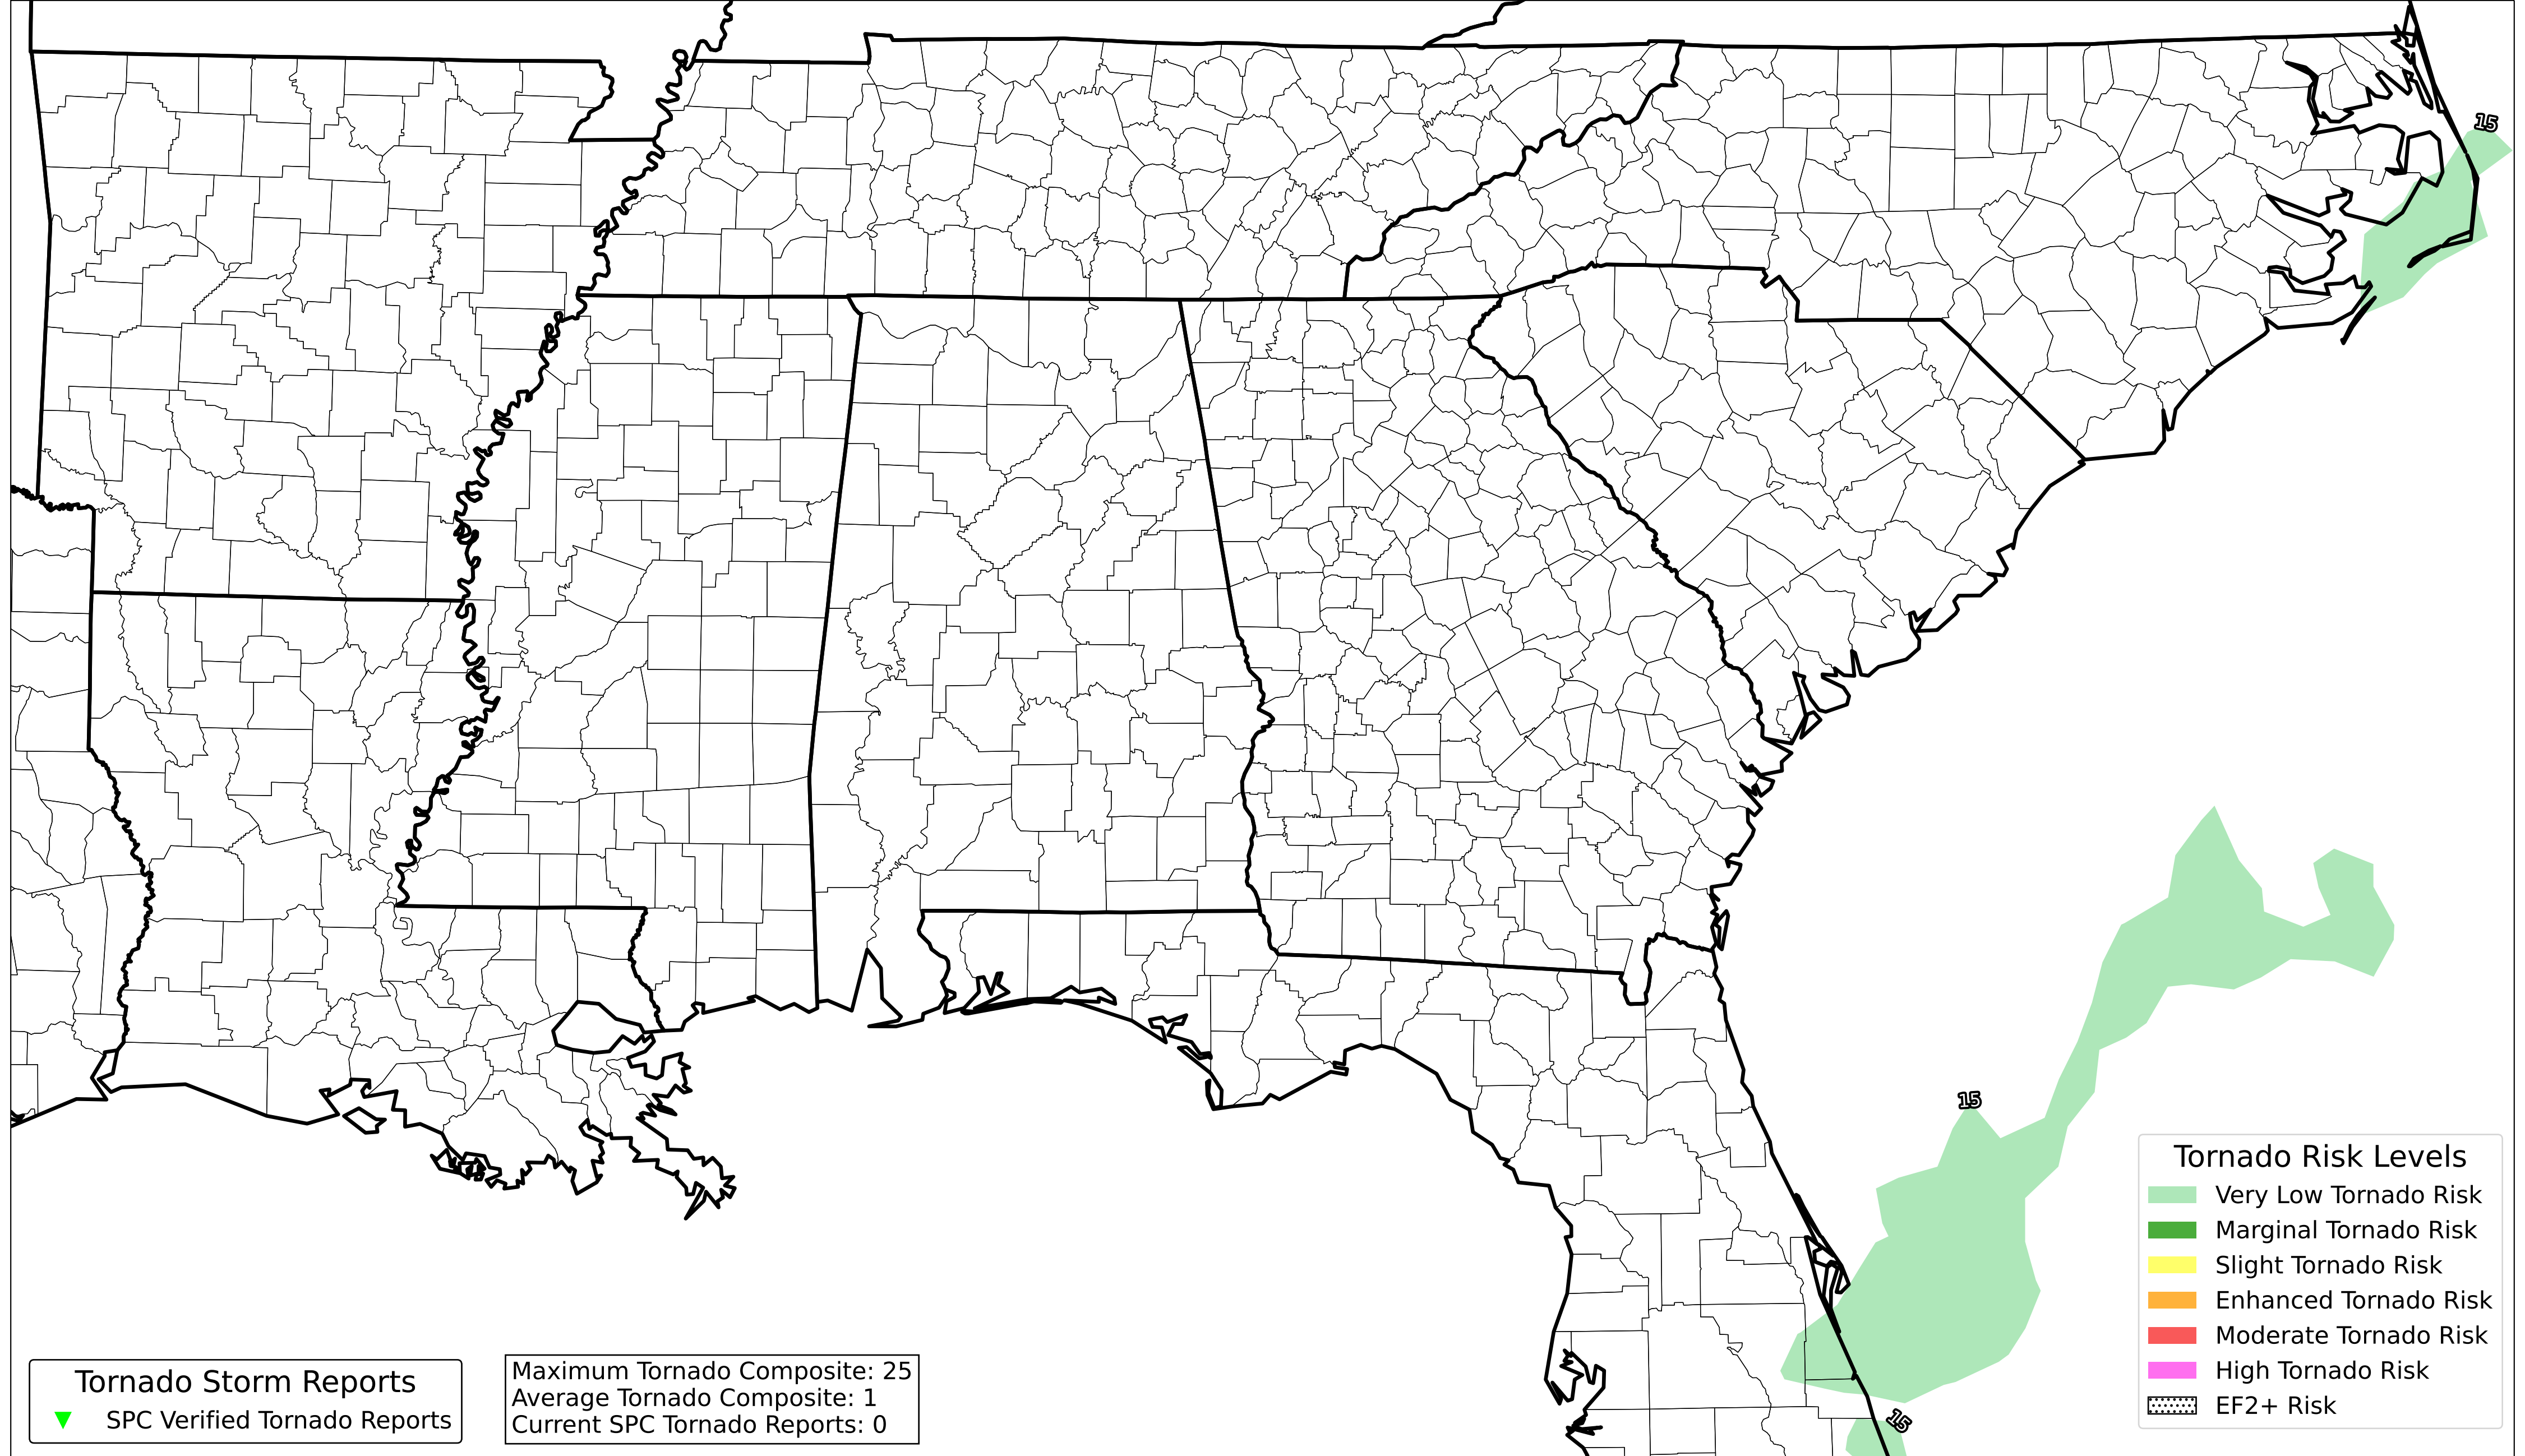 15
15
Tornado Risk Levels
Very Low Tornado Risk
Marginal Tornado Risk
Slight Tornado Risk
Enhanced Tornado Risk
Moderate Tornado Risk
High Tornado Risk
EF2+ Risk
Tornado Storm Reports
SPC Verified Tornado Reports
Maximum Tornado Composite: 25
Average Tornado Composite: 1
Current SPC Tornado Reports: 0
15